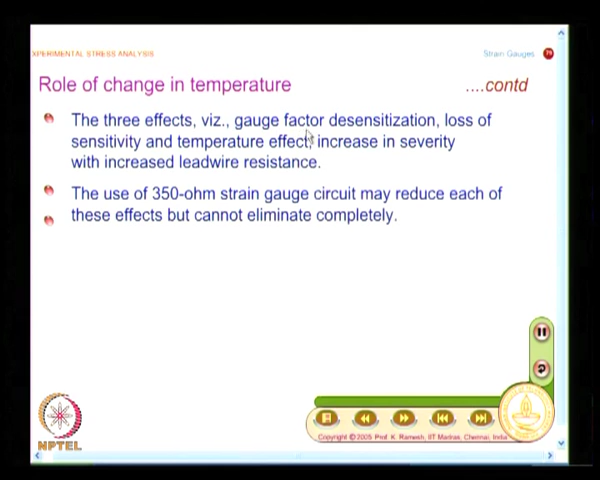 XPERIMENTAL STRESS ANALYSIS
Strain Gauges 79
Role of change in temperature
....contd
The three effects, viz., gauge factor desensitization, loss of
sensitivity and temperature effect increase in severity
with increased leadwire resistance.
The use of 350-ohm strain gauge circuit may reduce each of
these effects but cannot eliminate completely.
NPTEL
Copyright © 2005 Prof. K. Ramesh, IIT Madras, Chennai, India